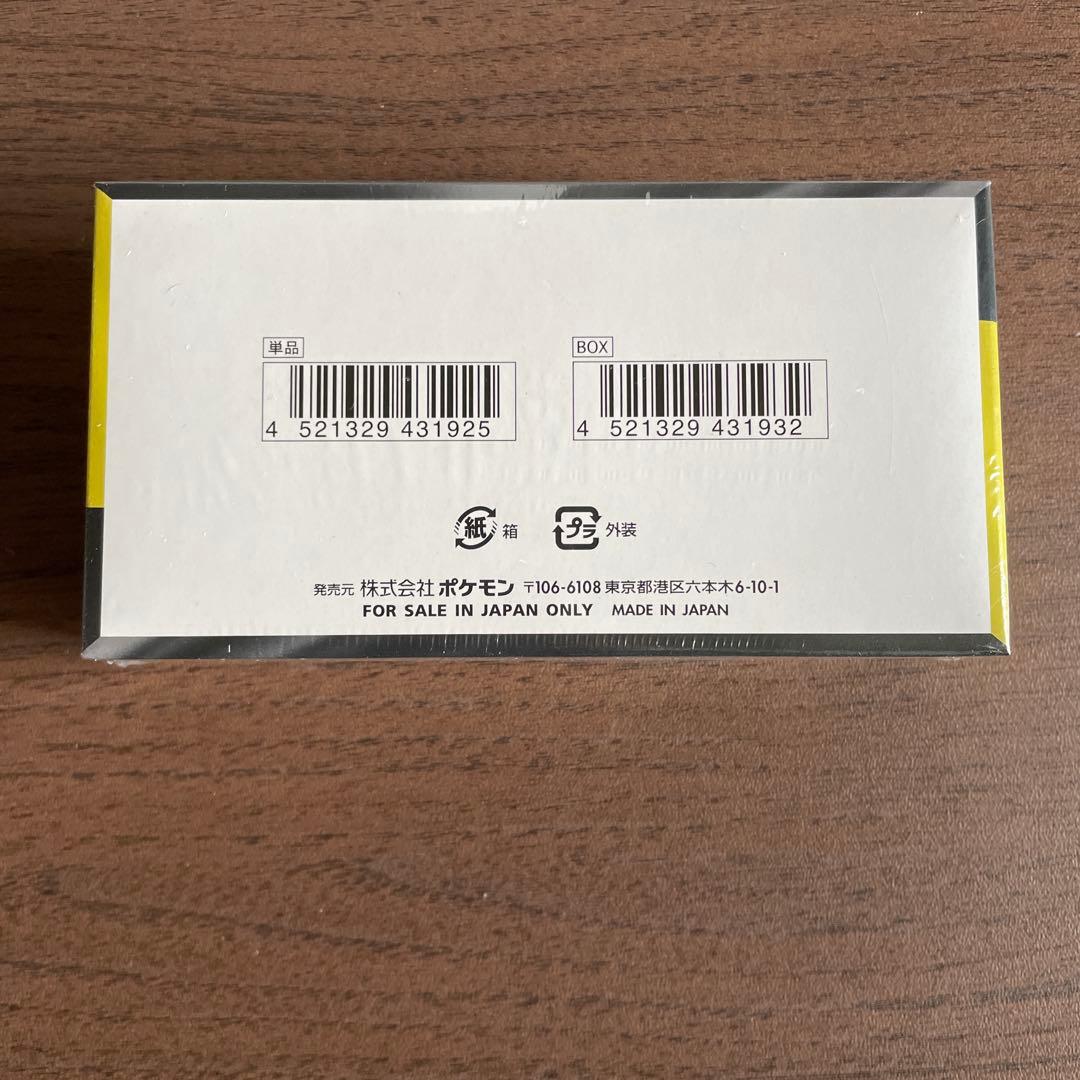 単品
BOX
4 521329 431925
4 521329 431932
紙 箱
プラ 外装
発売元 株式会社 ポケモン 〒106-6108 東京都港区六本木6-10-1
FOR SALE IN JAPAN ONLY MADE IN JAPAN